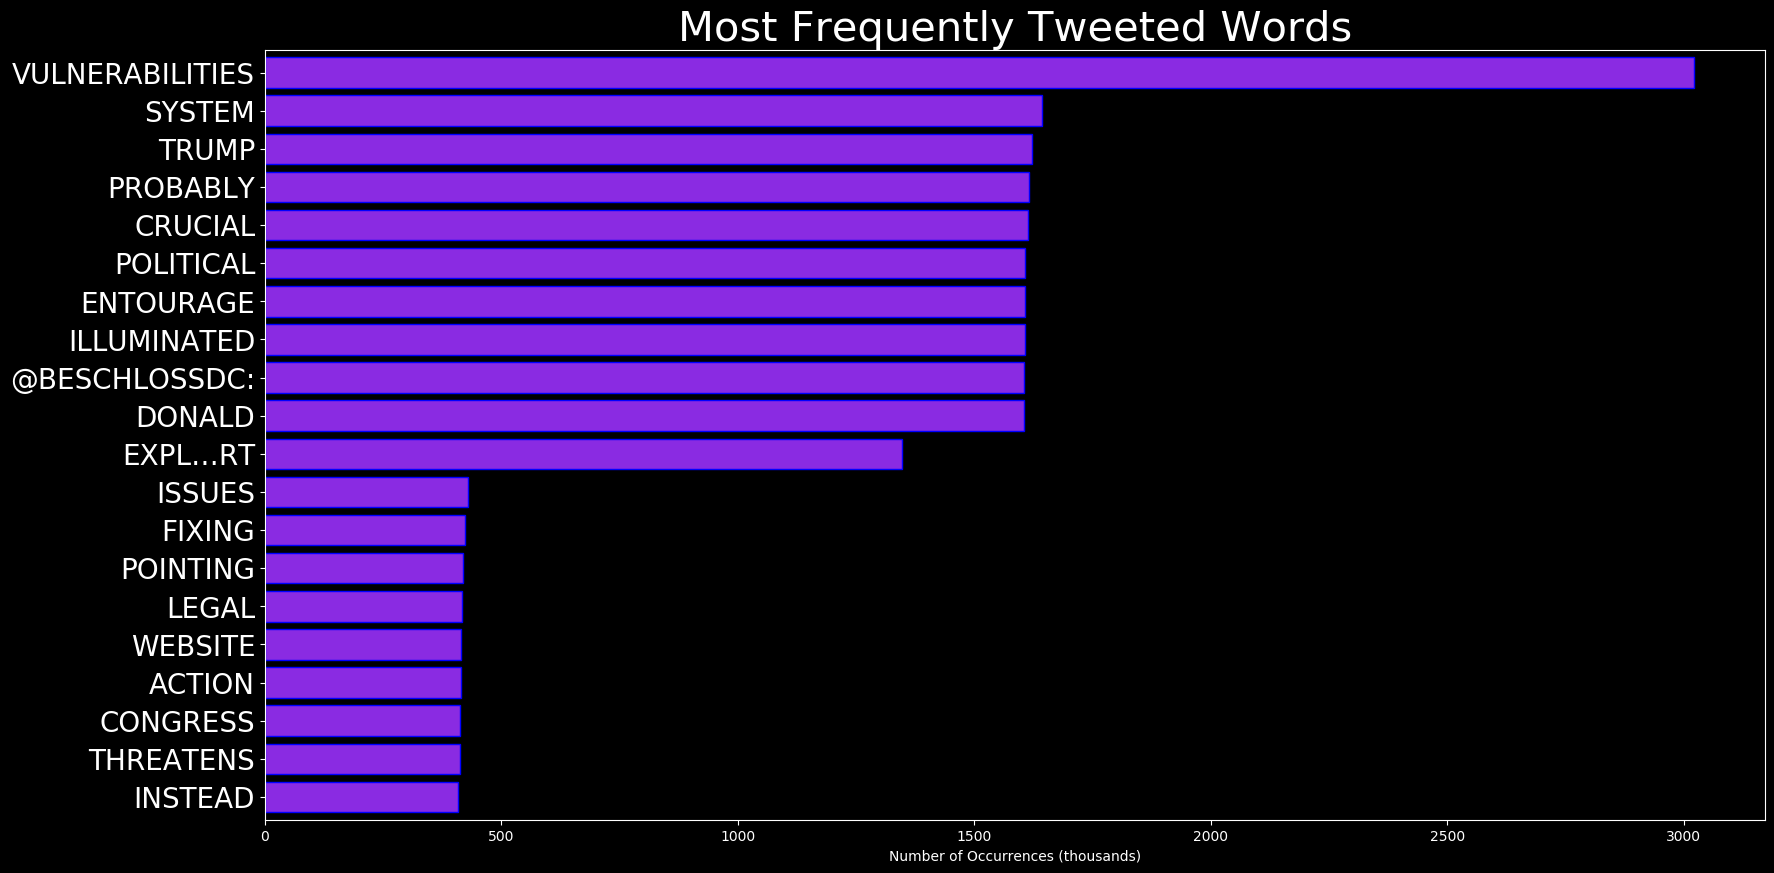 Most Frequently Tweeted Words
VULNERABILITIES
SYSTEM
TRUMP
PROBABLY
CRUCIAL
POLITICAL
ENTOURAGE
ILLUMINATED
@BESCHLOSSDC:
DONALD
EXPL…RT
ISSUES
FIXING
POINTING
LEGAL
WEBSITE
ACTION
CONGRESS
THREATENS
INSTEAD
0 500 1000 1500 2000 2500 3000
Number of Occurrences (thousands)